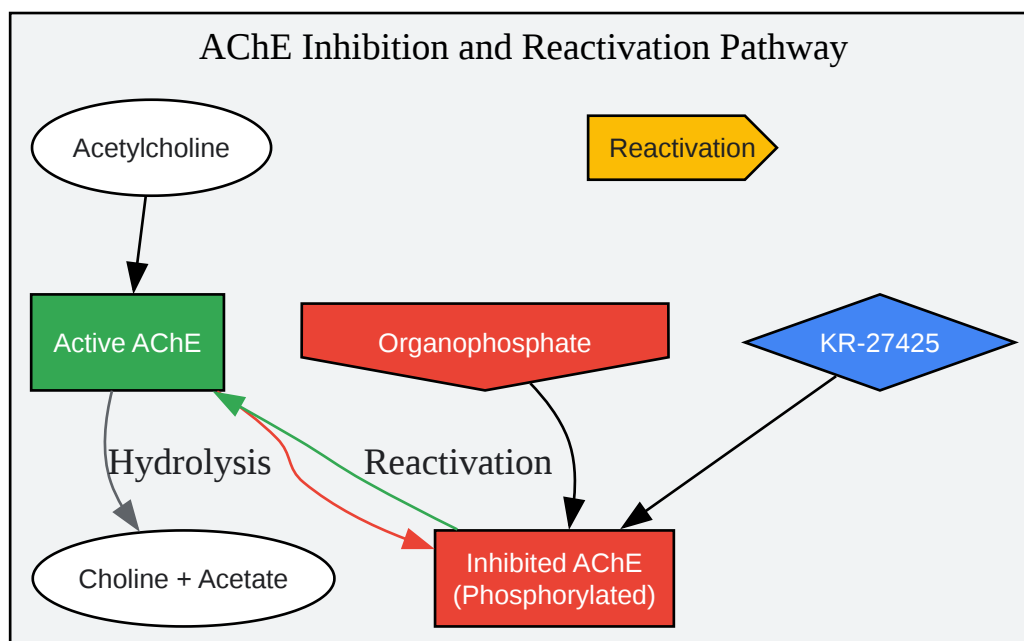 AChE Inhibition and Reactivation Pathway
Acetylcholine
Reactivation
Active AChE
Organophosphate
KR-27425
Hydrolysis
Reactivation
Choline + Acetate
Inhibited AChE
(Phosphorylated)